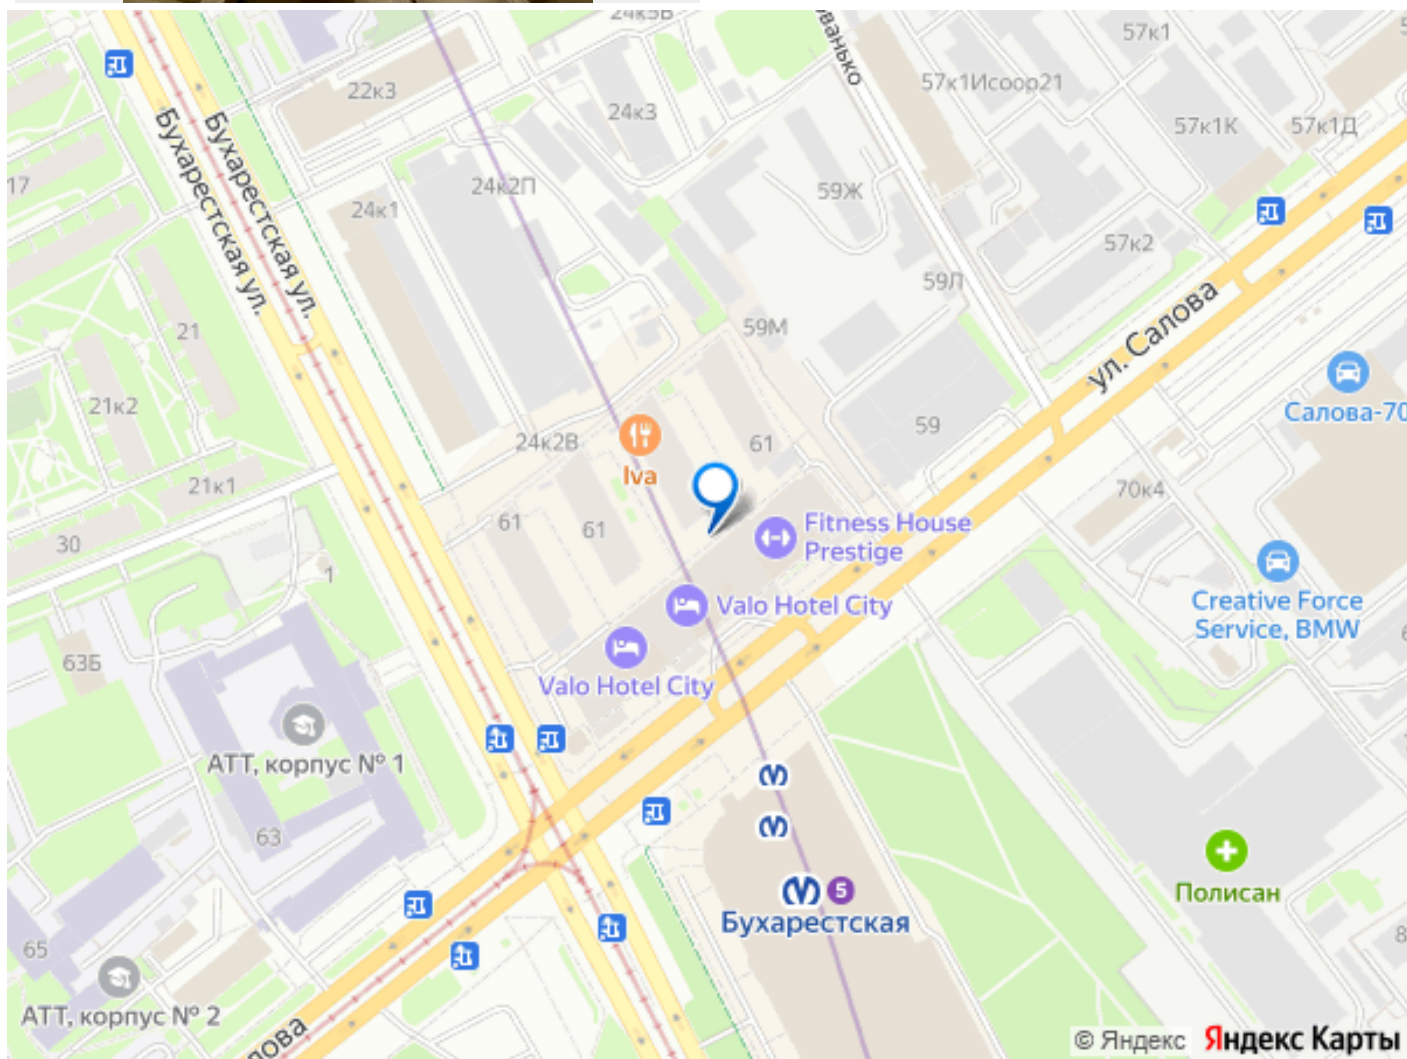 24к5В
ованько
57к1
22к3
57к1Исоор21
24к3
57к1К
57к1Д
Бухарестская ул.
Бухарестская ул.
17
24к2П
59Ж
24к1
57к2
59Л
ул. Салова
21
59М
Салова-70
21к2
Iva
24к2В
61
59
21к1
70к4
61
61
Fitness House
Prestige
30
1
Valo Hotel City
Creative Force
Service, BMW
63Б
Valo Hotel City
АТТ, корпус № 1
63
5
Бухарестская
Полисан
65
8
АТТ, корпус № 2
лова
© Яндекс Яндекс Карты